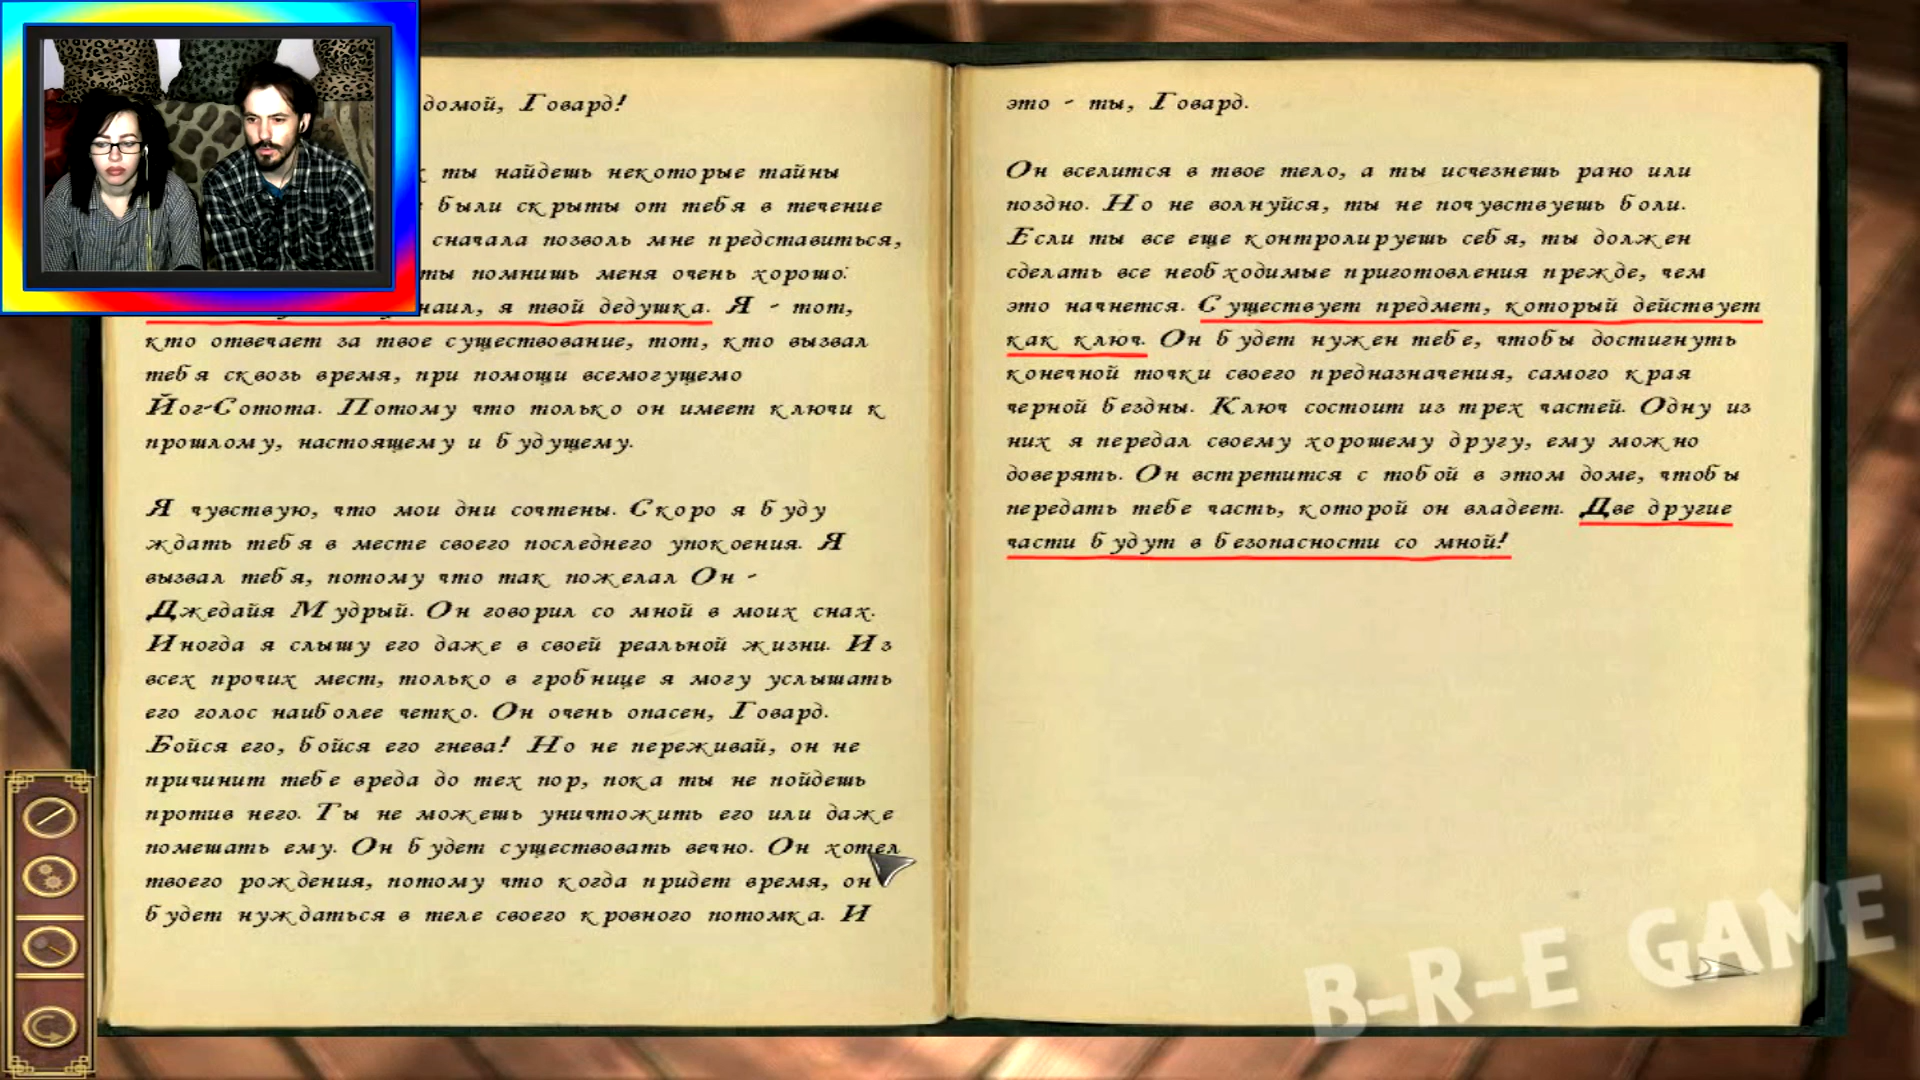 домой, Говард!
ты найдешь некоторые тайны
были скрыты от тебя в течение
сначала позволь мне представиться,
ты помнишь меня очень хорошо:
я твой дедушка. Я - тот,
кто отвечает за твое существование, тот, кто вызвал
тебя сквозь время, при помощи всемогущемо
Йог-Сотота. Потому что только он имеет ключи к
прошлому, настоящему и будущему.
Я чувствую, что мои дни сочтены. Скоро я буду
ждать тебя в месте своего последнего упокоения. Я
вызвал тебя, потому что так пожелал Он -
Джедайя Мудрый. Он говорил со мной в моих снах.
Иногда я слышу его даже в своей реальной жизни. Из
всех прочих мест, только в гробнице я могу услышать
его голос наиболее четко. Он очень опасен, Говард.
Бойся его, бойся его гнева! Но не переживай, он не
причинит тебе вреда до тех пор, пока ты не пойдешь
против него. Ты не можешь уничтожить его или даже
помешать ему. Он будет существовать вечно. Он хотел
твоего рождения, потому что когда придет время, он
будет нуждаться в теле своего кровного потомка. И
это - ты, Говард.
Он вселится в твое тело, а ты исчезнешь рано или
поздно. Но не волнуйся, ты не почувствуешь боли.
Если ты все еще контролируешь себя, ты должен
сделать все необходимые приготовления прежде, чем
это начнется. Существует предмет, который действует
как ключ. Он будет нужен тебе, чтобы достигнуть
конечной точки своего предназначения, самого края
черной бездны. Ключ состоит из трех частей. Одну из
них я передал своему хорошему другу, ему можно
доверять. Он встретится с тобой в этом доме, чтобы
передать тебе часть, которой он владеет. Две другие
части будут в безопасности со мной!
B-R-E GAME